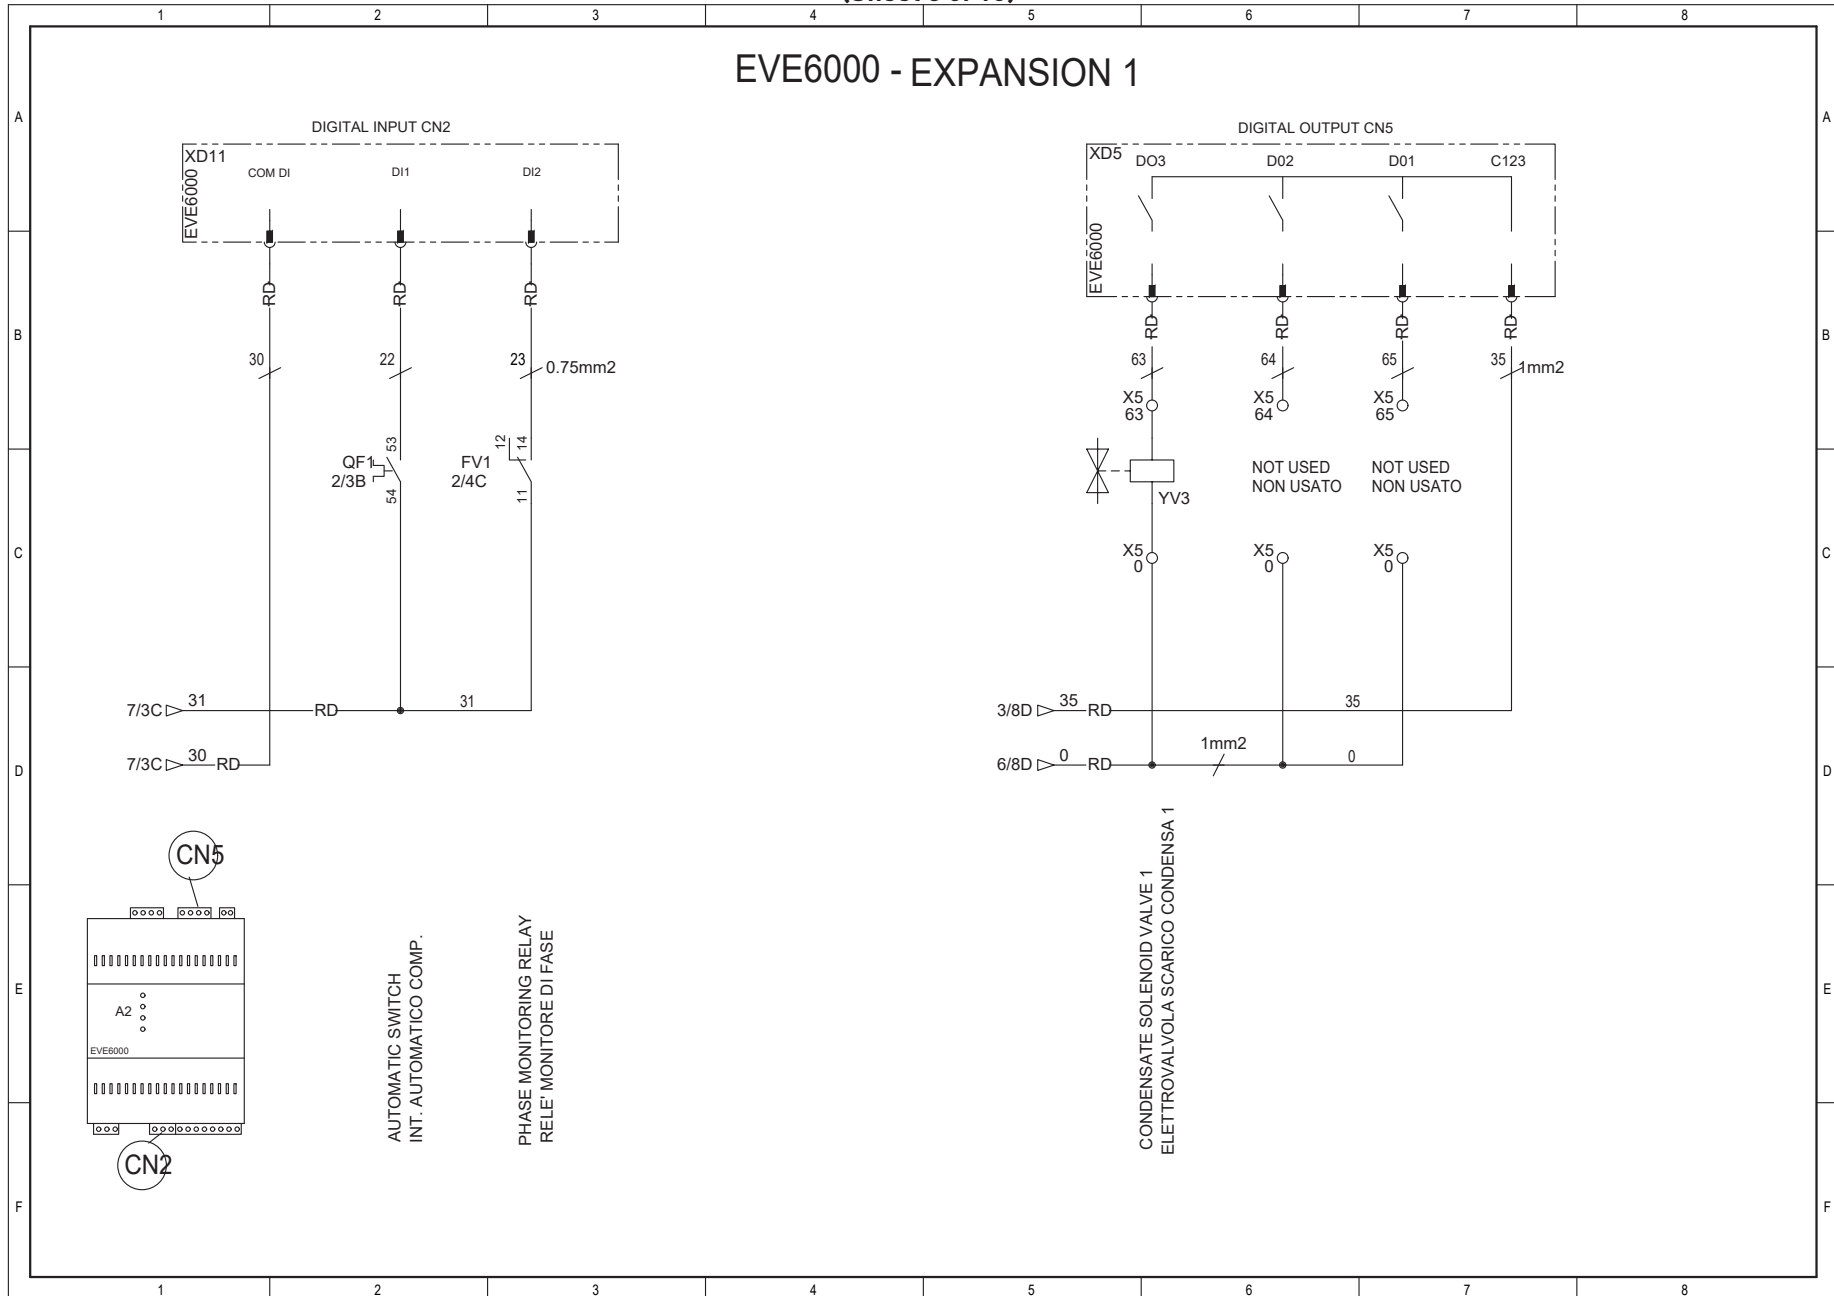 1 2 3 4 5 6 7 8
EVE6000 - EXPANSION 1
A A
DIGITAL INPUT CN2
DIGITAL OUTPUT CN5
XD11
EVE6000
COM DI DI1 DI2
XD5
EVE6000
DO3 D02 D01 C123
RD RD RD
RD RD RD RD
B B
30 22 23 0.75mm2
63 64 65 35 1mm2
X5 X5 X5
63 64 65
53 12 14
QF1 FV1
2/3B 2/4C
54 11
NOT USED NOT USED
NON USATO NON USATO
YV3
C C
X5 X5 X5
0 0 0
7/3C 31 RD 31
3/8D 35 RD 35
7/3C 30 RD
6/8D 0 RD 1mm2 0
D D
CN5
A2
EVE6000
CN2
AUTOMATIC SWITCH
INT. AUTOMATICO COMP.
PHASE MONITORING RELAY
RELE' MONITORE DI FASE
CONDENSATE SOLENOID VALVE 1
ELETTROVALVOLA SCARICO CONDENSA 1
E E
F F
1 2 3 4 5 6 7 8